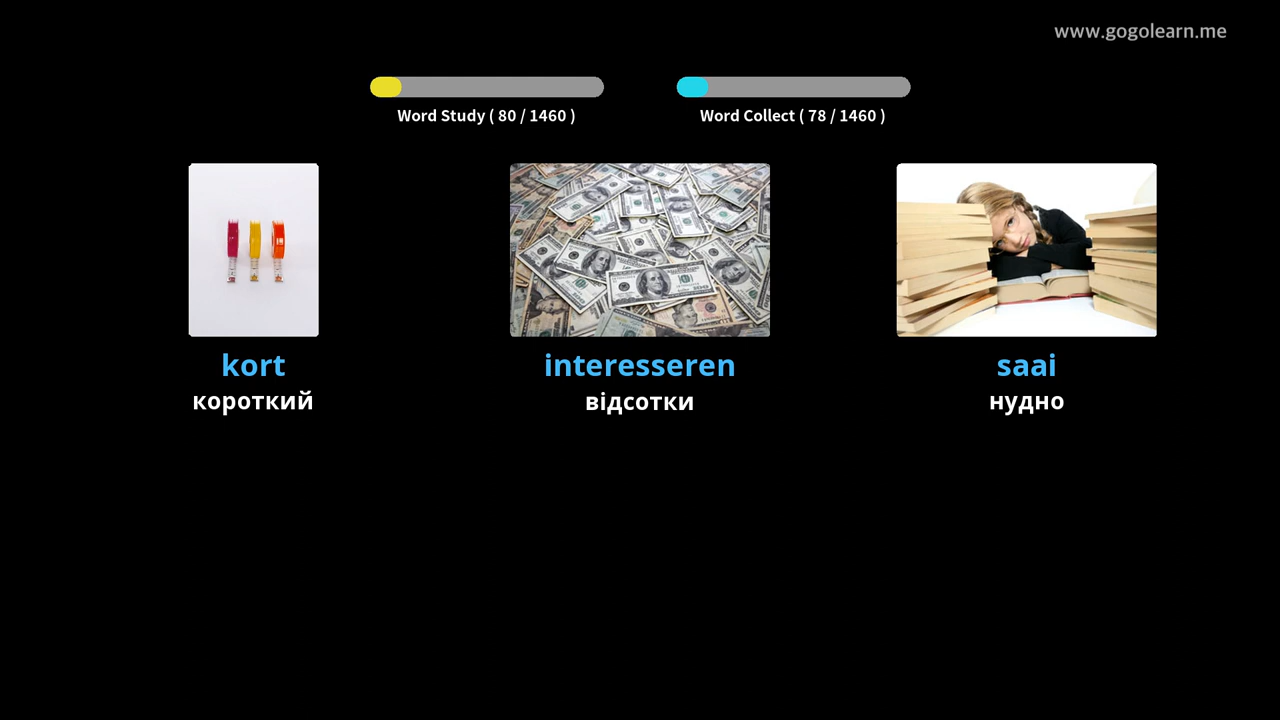 www.gogolearn.me
Word Study ( 80 / 1460 )
Word Collect ( 78 / 1460 )
kort
короткий
interesseren
відсотки
saai
нудно